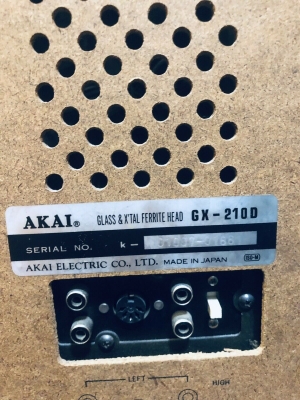 AKAI® GLASS & X'TAL FERRITE HEAD GX-210D
SERIAL NO. K-
AKAI ELECTRIC CO., LTD. MADE IN JAPAN
LEFT HIGH